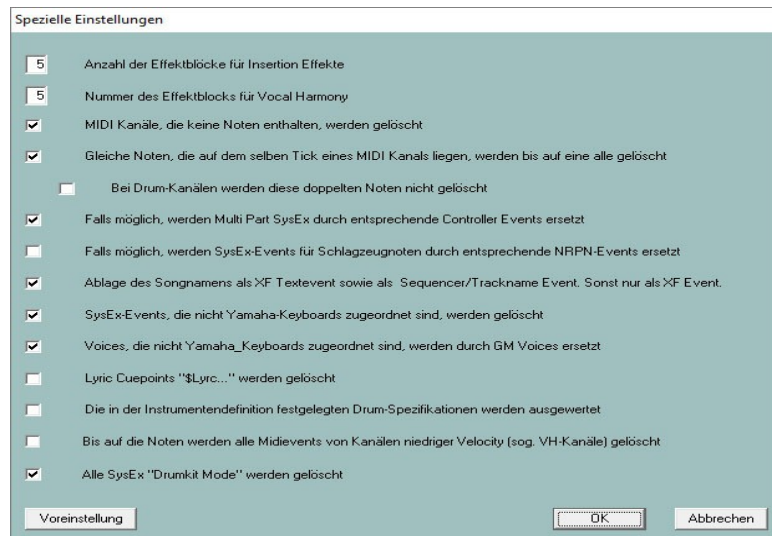 Spezielle Einstellungen
5 Anzahl der Effektblöcke für Insertion Effekte
5 Nummer des Effektblocks für Vocal Harmony
MIDI Kanäle, die keine Noten enthalten, werden gelöscht
Gleiche Noten, die auf dem selben Tick eines MIDI Kanals liegen, werden bis auf eine alle gelöscht
Bei Drum-Kanälen werden diese doppelten Noten nicht gelöscht
Falls möglich, werden Multi Part SysEx durch entsprechende Controller Events ersetzt
Falls möglich, werden SysEx-Events für Schlagzeugnoten durch entsprechende NRPN-Events ersetzt
Ablage des Songnamens als XF Textevent sowie als Sequencer/Trackname Event. Sonst nur als XF Event.
SysEx-Events, die nicht Yamaha-Keyboards zugeordnet sind, werden gelöscht
Voices, die nicht Yamaha_Keyboards zugeordnet sind, werden durch GM Voices ersetzt
Lyric Cuepoints "$Lyrc..." werden gelöscht
Die in der Instrumentendefinition festgelegten Drum-Spezifikationen werden ausgewertet
Bis auf die Noten werden alle Midievents von Kanälen niedriger Velocity (sog. VH-Kanäle) gelöscht
Alle SysEx "Drumkit Mode" werden gelöscht
Voreinstellung OK Abbrechen